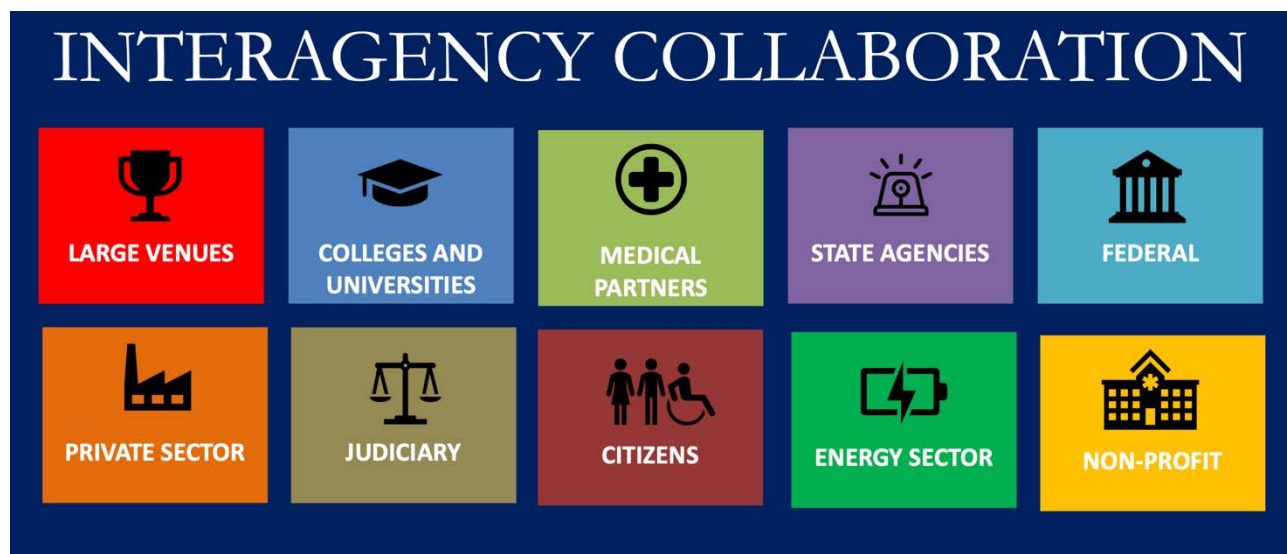 INTERAGENCY COLLABORATION
LARGE VENUES
COLLEGES AND
UNIVERSITIES
MEDICAL
PARTNERS
STATE AGENCIES
FEDERAL
PRIVATE SECTOR
JUDICIARY
CITIZENS
ENERGY SECTOR
NON-PROFIT